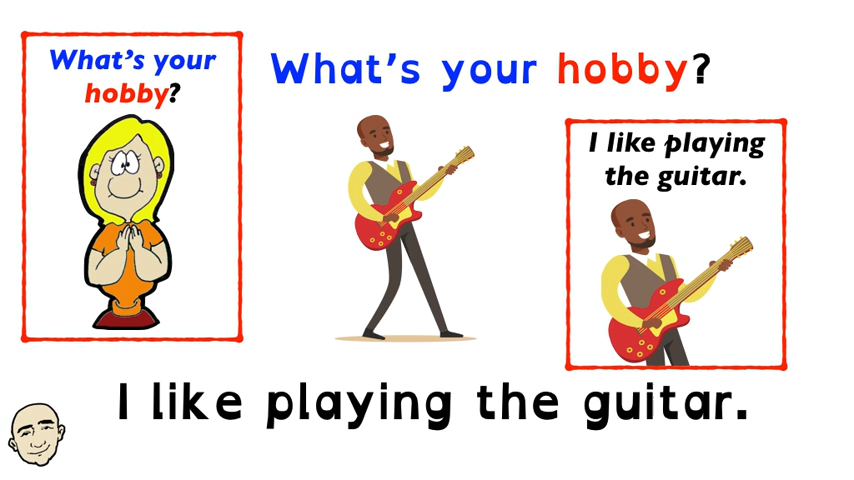 What's your
hobby?
What's your hobby?
I like playing
the guitar.
I like playing the guitar.